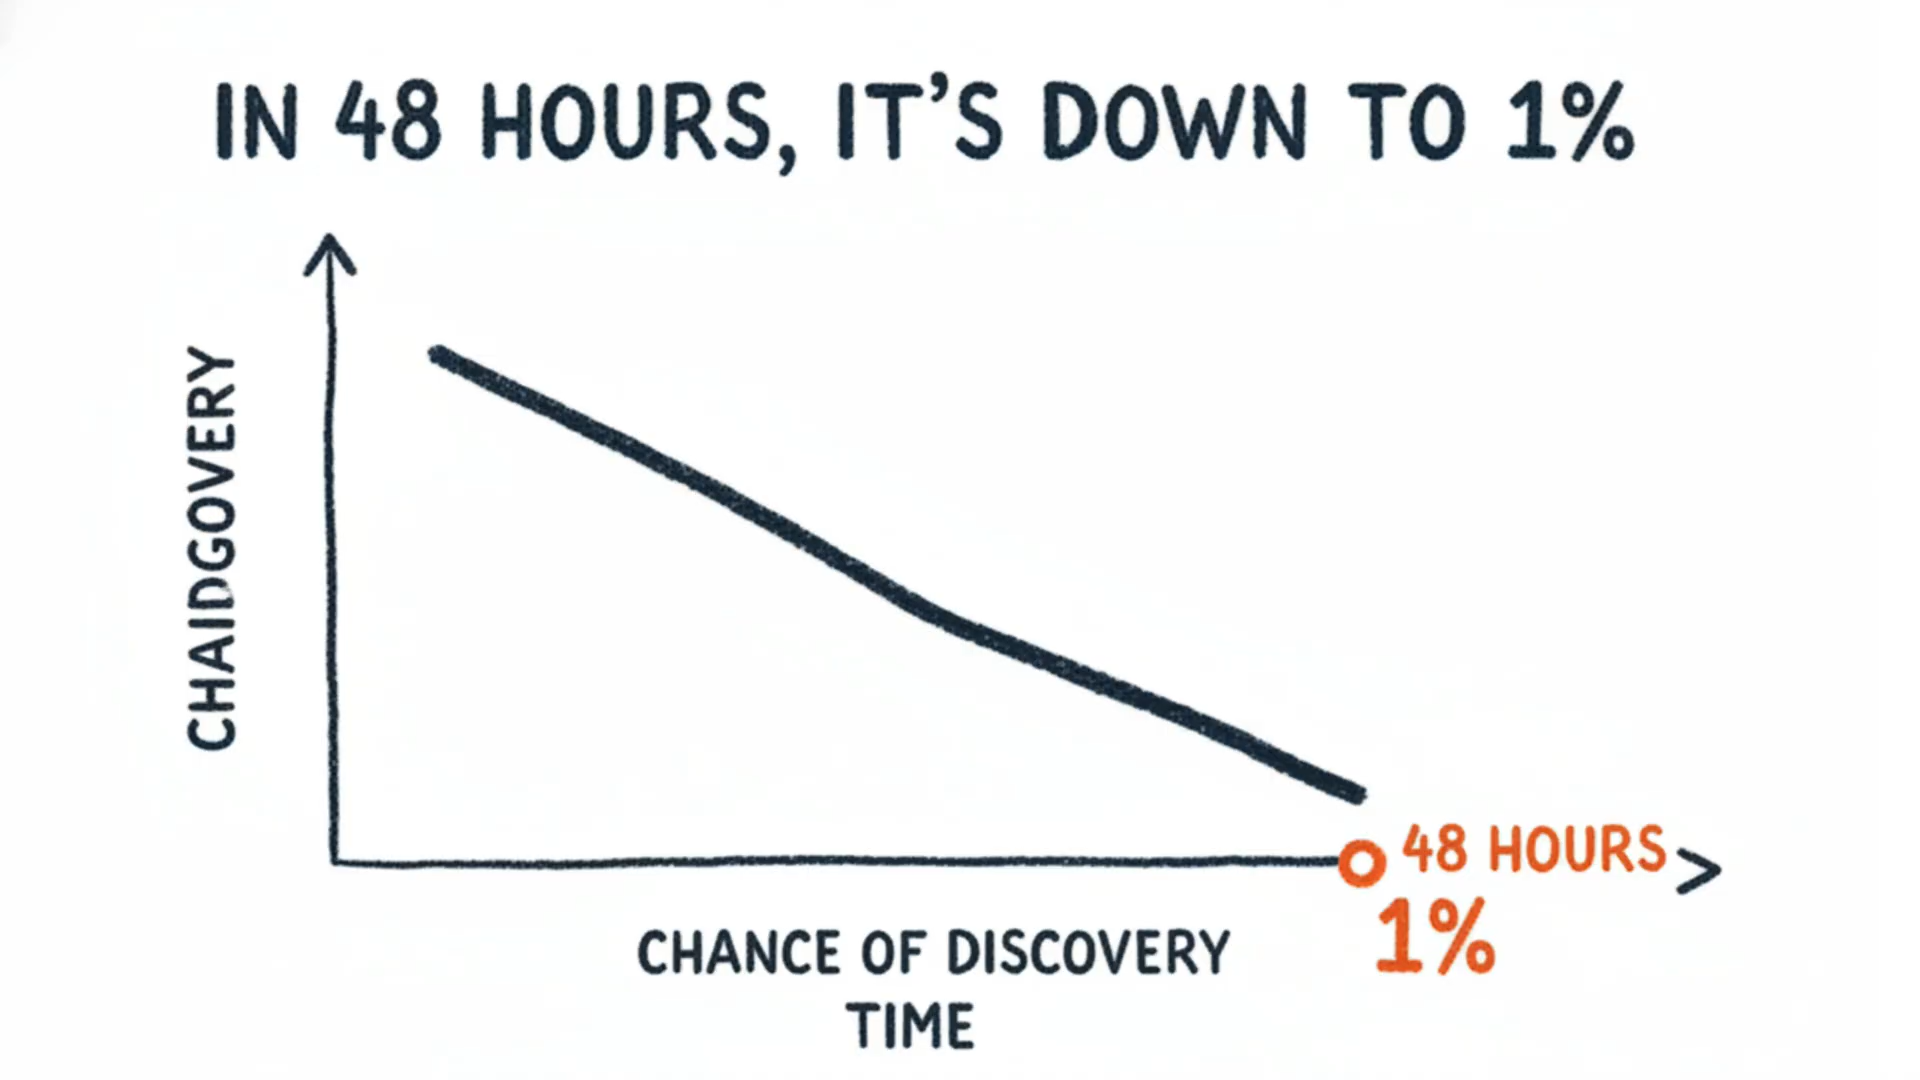 IN 48 HOURS, IT'S DOWN TO 1%
CHAIDGOVERY
48 HOURS
1%
CHANCE OF DISCOVERY
TIME